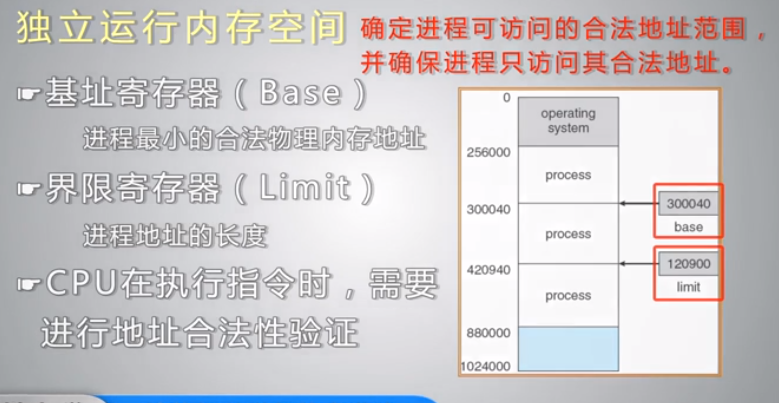 独立运行内存空间
确定进程可访问的合法地址范围，
并确保进程只访问其合法地址。
☛基址寄存器（Base）
进程最小的合法物理内存地址
☛界限寄存器（Limit）
进程地址的长度
☛CPU在执行指令时，需要
进行地址合法性验证
0
operating
system
256000
process
300040
300040
base
process
420940
120900
limit
process
880000
1024000